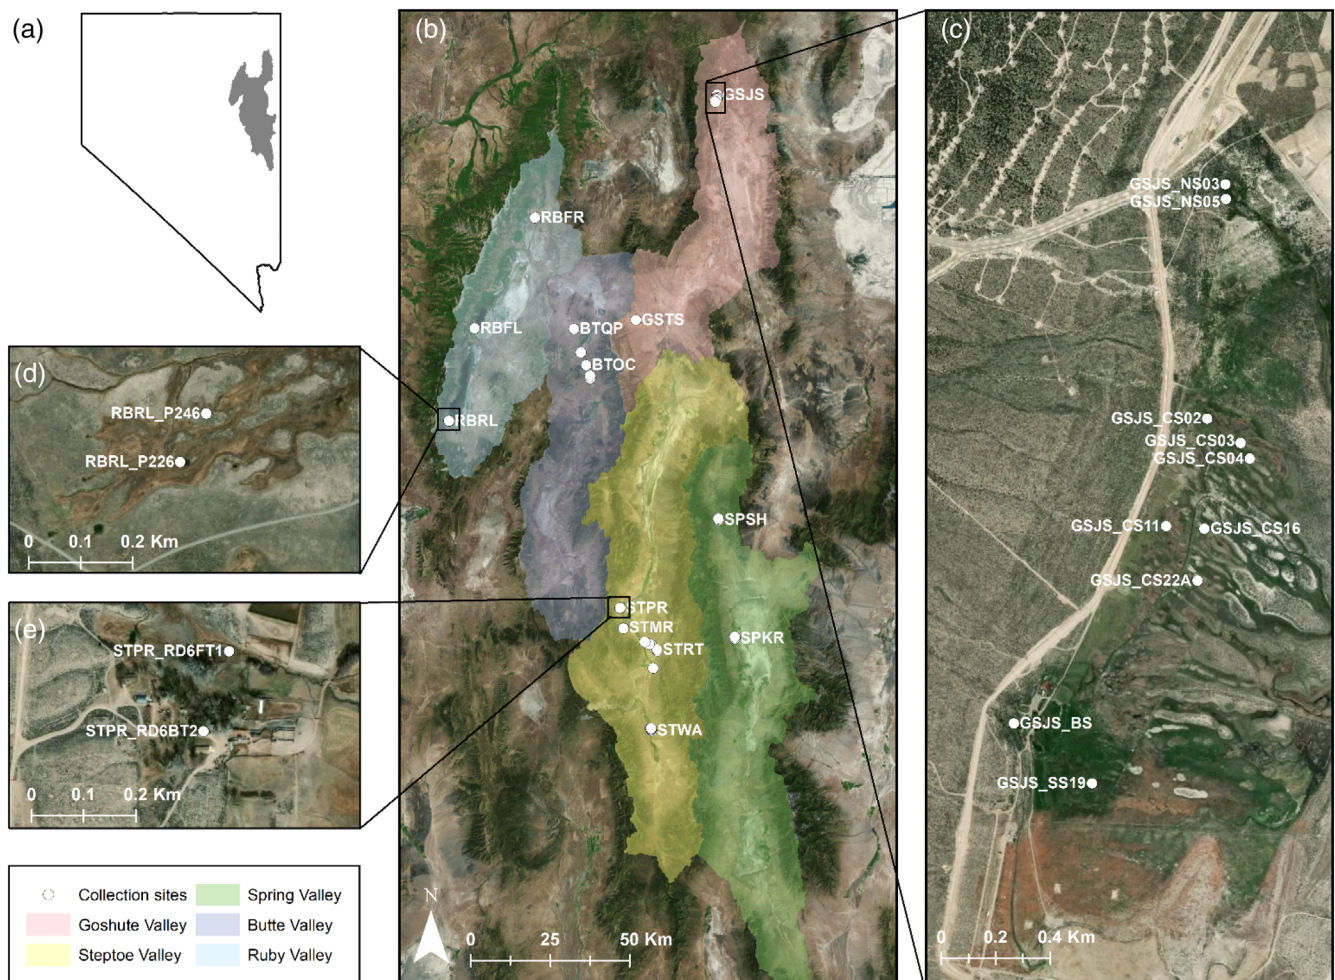 (a)
(b)
GSJS
RBFR
RBFL
BTQP
GSTS
BTOC
RBRL
SPSH
STPR
STMR
SPKR
STRT
STWA
N
0 25 50 Km
(c)
GSJS_NS03
GSJS_NS05
GSJS_CS02
GSJS_CS03
GSJS_CS04
GSJS_CS11
GSJS_CS16
GSJS_CS22A
GSJS_BS
GSJS_SS19
0 0.2 0.4 Km
(d)
RBRL_P246
RBRL_P226
0 0.1 0.2 Km
(e)
STPR_RD6FT1
STPR_RD6BT2
0 0.1 0.2 Km
Collection sites
Goshute Valley
Steptoe Valley
Spring Valley
Butte Valley
Ruby Valley